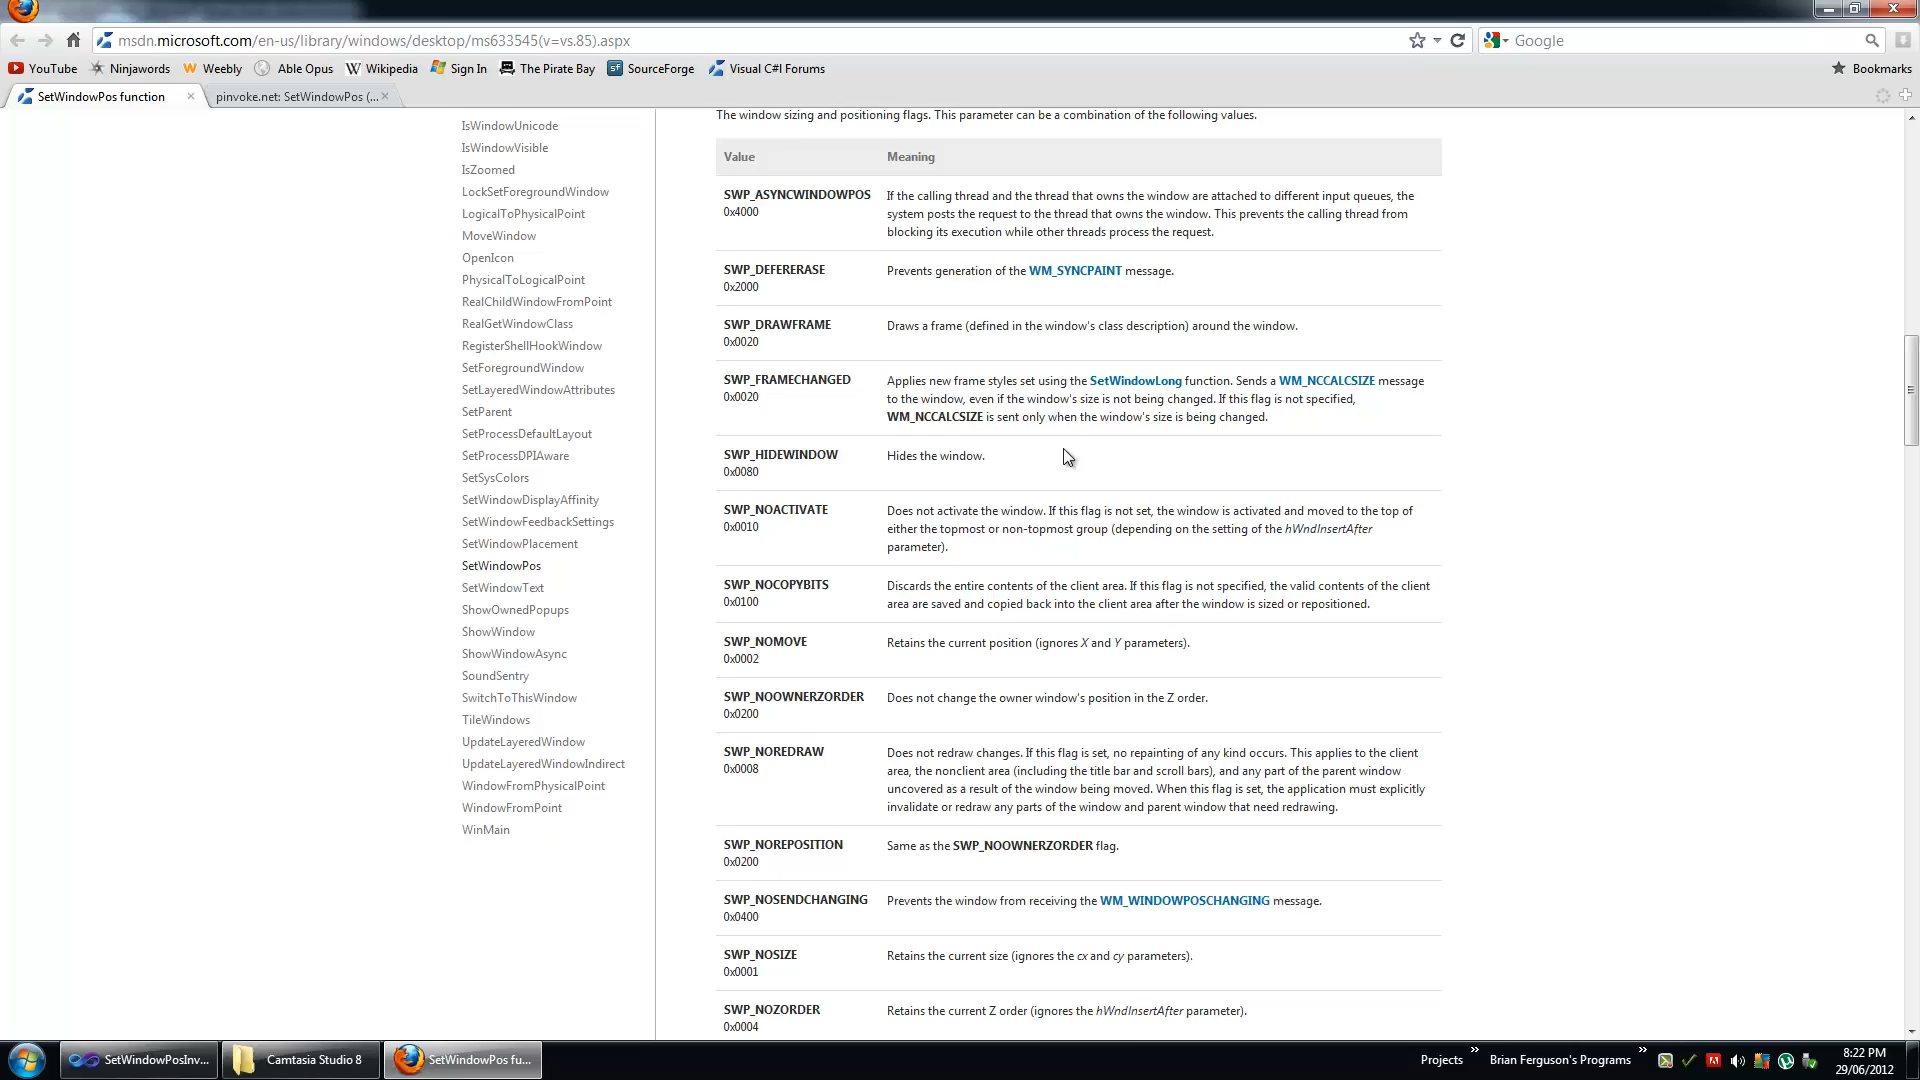 msdn.microsoft.com/en-us/library/windows/desktop/ms633545(v=vs.85).aspx
Google
YouTube
Ninjawords
Weebly
Able Opus
Wikipedia
Sign In
The Pirate Bay
SourceForge
Visual C#| Forums
Bookmarks
SetWindowPos function
pinvoke.net: SetWindowPos (...
IsWindowUnicode
IsWindowVisible
IsZoomed
LockSetForegroundWindow
LogicalToPhysicalPoint
MoveWindow
OpenIcon
PhysicalToLogicalPoint
RealChildWindowFromPoint
RealGetWindowClass
RegisterShellHookWindow
SetForegroundWindow
SetLayeredWindowAttributes
SetParent
SetProcessDefaultLayout
SetProcessDPIAware
SetSysColors
SetWindowDisplayAffinity
SetWindowFeedbackSettings
SetWindowPlacement
SetWindowPos
SetWindowText
ShowOwnedPopups
ShowWindow
ShowWindowAsync
SoundSentry
SwitchToThisWindow
TileWindows
UpdateLayeredWindow
UpdateLayeredWindowIndirect
WindowFromPhysicalPoint
WindowFromPoint
WinMain
The window sizing and positioning flags. This parameter can be a combination of the following values.
Value Meaning
SWP_ASYNCWINDOWPOS
0x4000
If the calling thread and the thread that owns the window are attached to different input queues, the
system posts the request to the thread that owns the window. This prevents the calling thread from
blocking its execution while other threads process the request.
SWP_DEFERERASE
0x2000
Prevents generation of the WM_SYNCPAINT message.
SWP_DRAWFRAME
0x0020
Draws a frame (defined in the window's class description) around the window.
SWP_FRAMECHANGED
0x0020
Applies new frame styles set using the SetWindowLong function. Sends a WM_NCCALCSIZE message
to the window, even if the window's size is not being changed. If this flag is not specified,
WM_NCCALCSIZE is sent only when the window's size is being changed.
SWP_HIDEWINDOW
0x0080
Hides the window.
SWP_NOACTIVATE
0x0010
Does not activate the window. If this flag is not set, the window is activated and moved to the top of
either the topmost or non-topmost group (depending on the setting of the hWndInsertAfter
parameter).
SWP_NOCOPYBITS
0x0100
Discards the entire contents of the client area. If this flag is not specified, the valid contents of the client
area are saved and copied back into the client area after the window is sized or repositioned.
SWP_NOMOVE
0x0002
Retains the current position (ignores X and Y parameters).
SWP_NOOWNERZORDER
0x0200
Does not change the owner window's position in the Z order.
SWP_NOREDRAW
0x0008
Does not redraw changes. If this flag is set, no repainting of any kind occurs. This applies to the client
area, the nonclient area (including the title bar and scroll bars), and any part of the parent window
uncovered as a result of the window being moved. When this flag is set, the application must explicitly
invalidate or redraw any parts of the window and parent window that need redrawing.
SWP_NOREPOSITION
0x0200
Same as the SWP_NOOWNERZORDER flag.
SWP_NOSENDCHANGING
0x0400
Prevents the window from receiving the WM_WINDOWPOSCHANGING message.
SWP_NOSIZE
0x0001
Retains the current size (ignores the cx and cy parameters).
SWP_NOZORDER
0x0004
Retains the current Z order (ignores the hWndInsertAfter parameter).
SetWindowPosInv...
Camtasia Studio 8
SetWindowPos fu...
Projects
Brian Ferguson's Programs
8:22 PM
29/06/2012